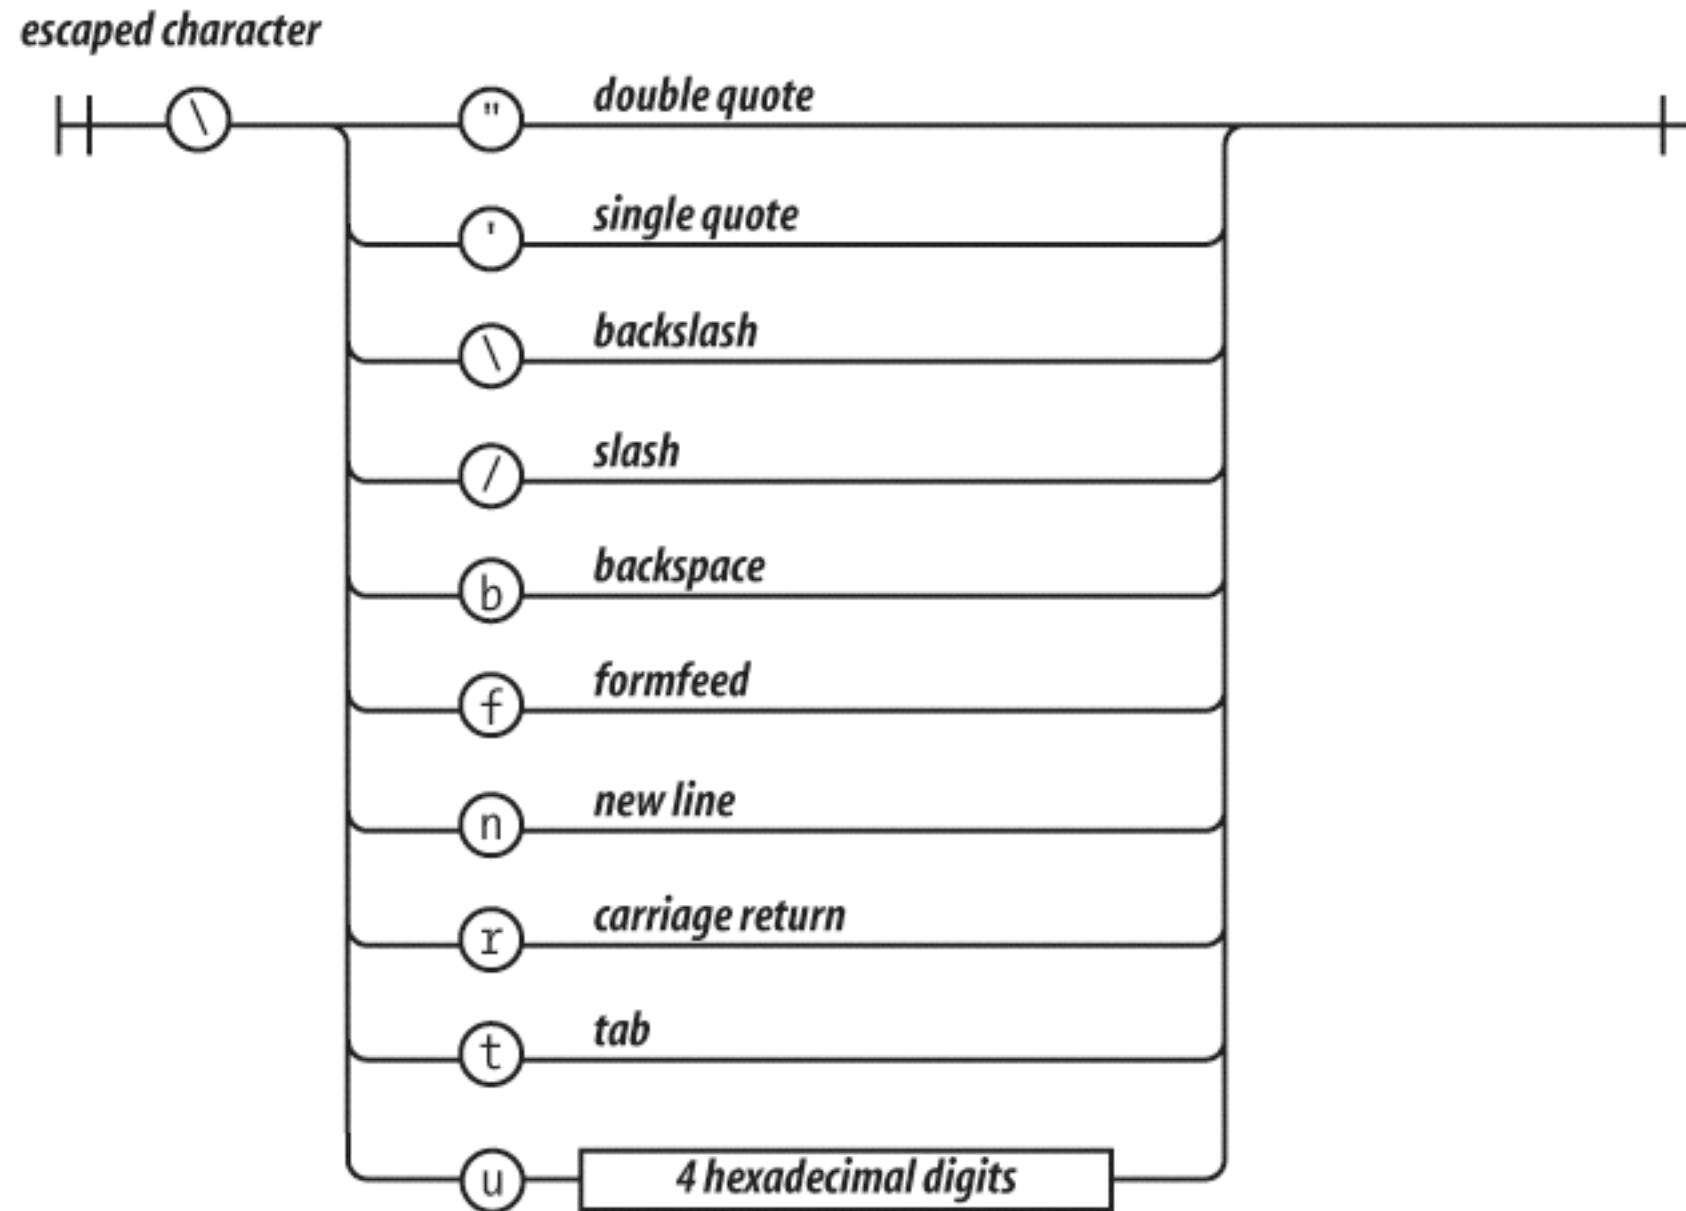 escaped character
\ " double quote
' single quote
\ backslash
/ slash
b backspace
f formfeed
n new line
r carriage return
t tab
u 4 hexadecimal digits